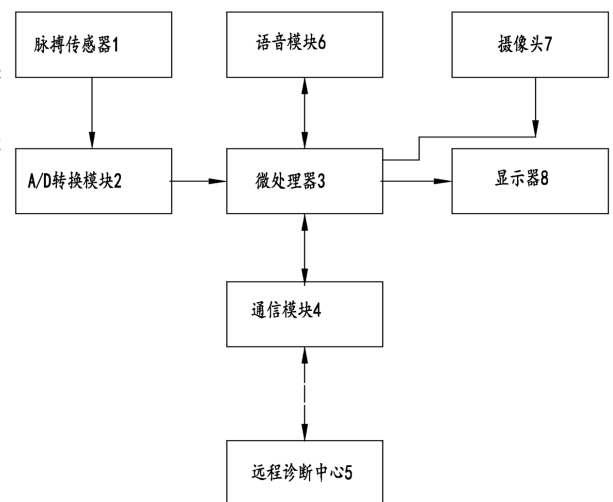 脉搏传感器1
语音模块6
摄像头7
A/D转换模块2
微处理器3
显示器8
通信模块4
远程诊断中心5